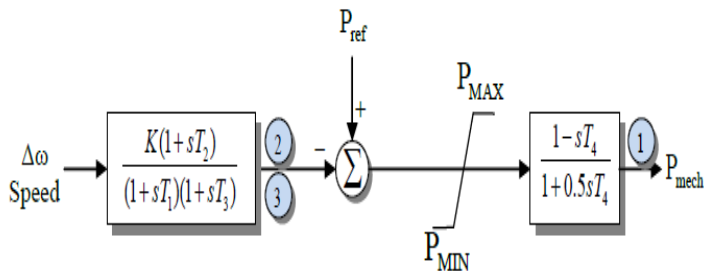 P_ref
+
P_MAX
Δω
Speed
K(1+sT_2)
(1+sT_1)(1+sT_3)
2
3
−
Σ
1−sT_4
1+0.5sT_4
1
P_mech
P_MIN